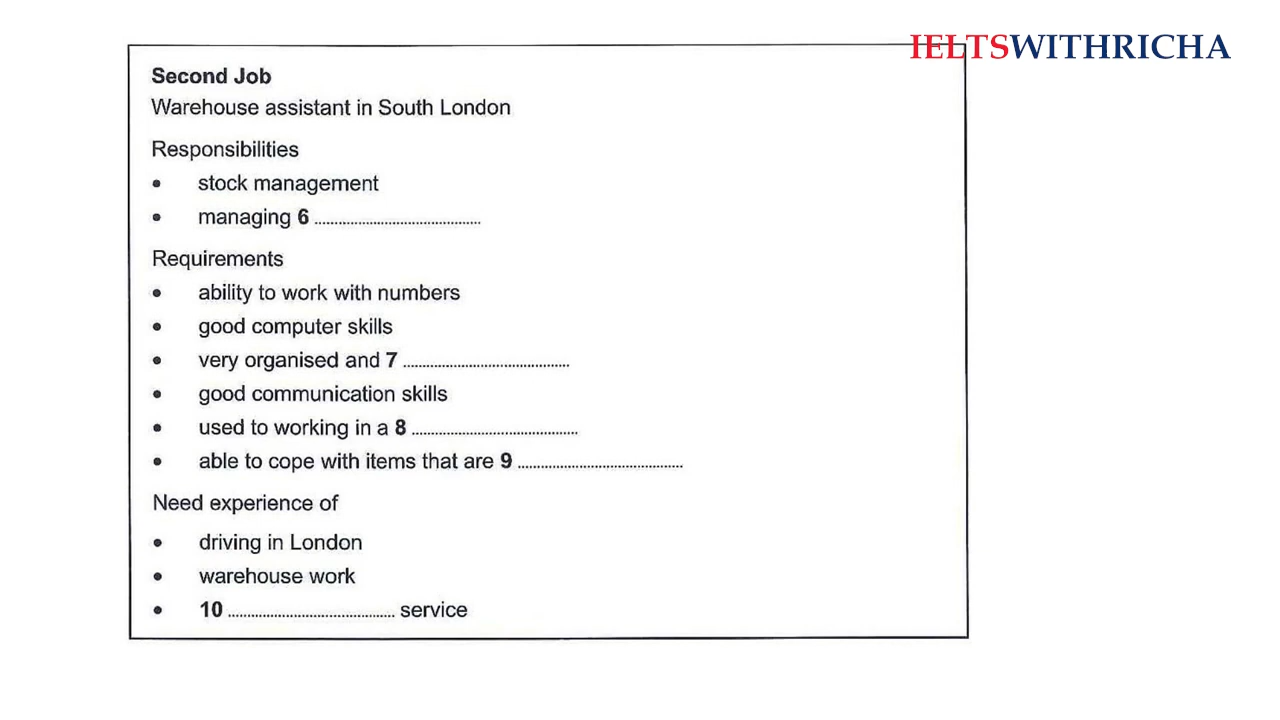 IELTSWITHRICHA
Second Job
Warehouse assistant in South London
Responsibilities
• stock management
• managing 6 ........................................
Requirements
• ability to work with numbers
• good computer skills
• very organised and 7 ........................................
• good communication skills
• used to working in a 8 ........................................
• able to cope with items that are 9 ........................................
Need experience of
• driving in London
• warehouse work
• 10 ........................................ service